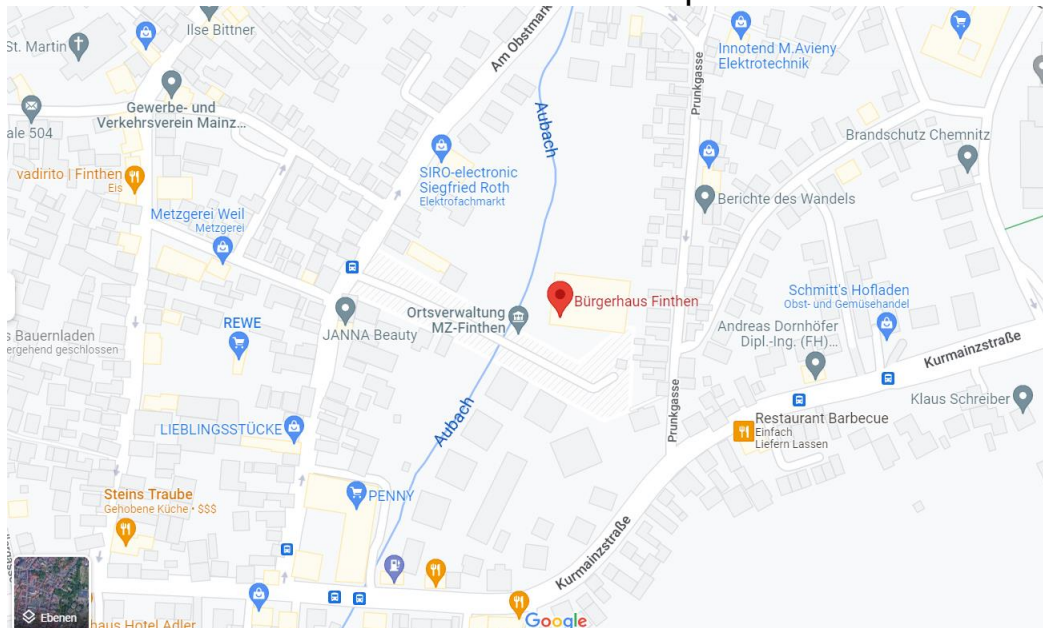 Ilse Bittner
St. Martin
Am Obstmark
Innotend M.Avieny
Elektrotechnik
Gewerbe- und
Verkehrsverein Mainz...
Prunkgasse
Aubach
ale 504
Brandschutz Chemnitz
vadirito | Finthen
Eis
SIRO-electronic
Siegfried Roth
Elektrofachmarkt
Berichte des Wandels
Metzgerei Weil
Metzgerei
Schmitt's Hofladen
Obst- und Gemüsehandel
Bürgerhaus Finthen
Ortsverwaltung
MZ-Finthen
REWE
JANNA Beauty
s Bauernladen
ergehend geschlossen
Andreas Dornhöfer
Dipl.-Ing. (FH)...
Kurmainzstraße
Klaus Schreiber
Prunkgasse
Aubach
Restaurant Barbecue
Einfach
Liefern Lassen
LIEBLINGSSTÜCKE
Steins Traube
Gehobene Küche • $$$
PENNY
Kurmainzstraße
Ebenen
haus Hotel Adler
Google